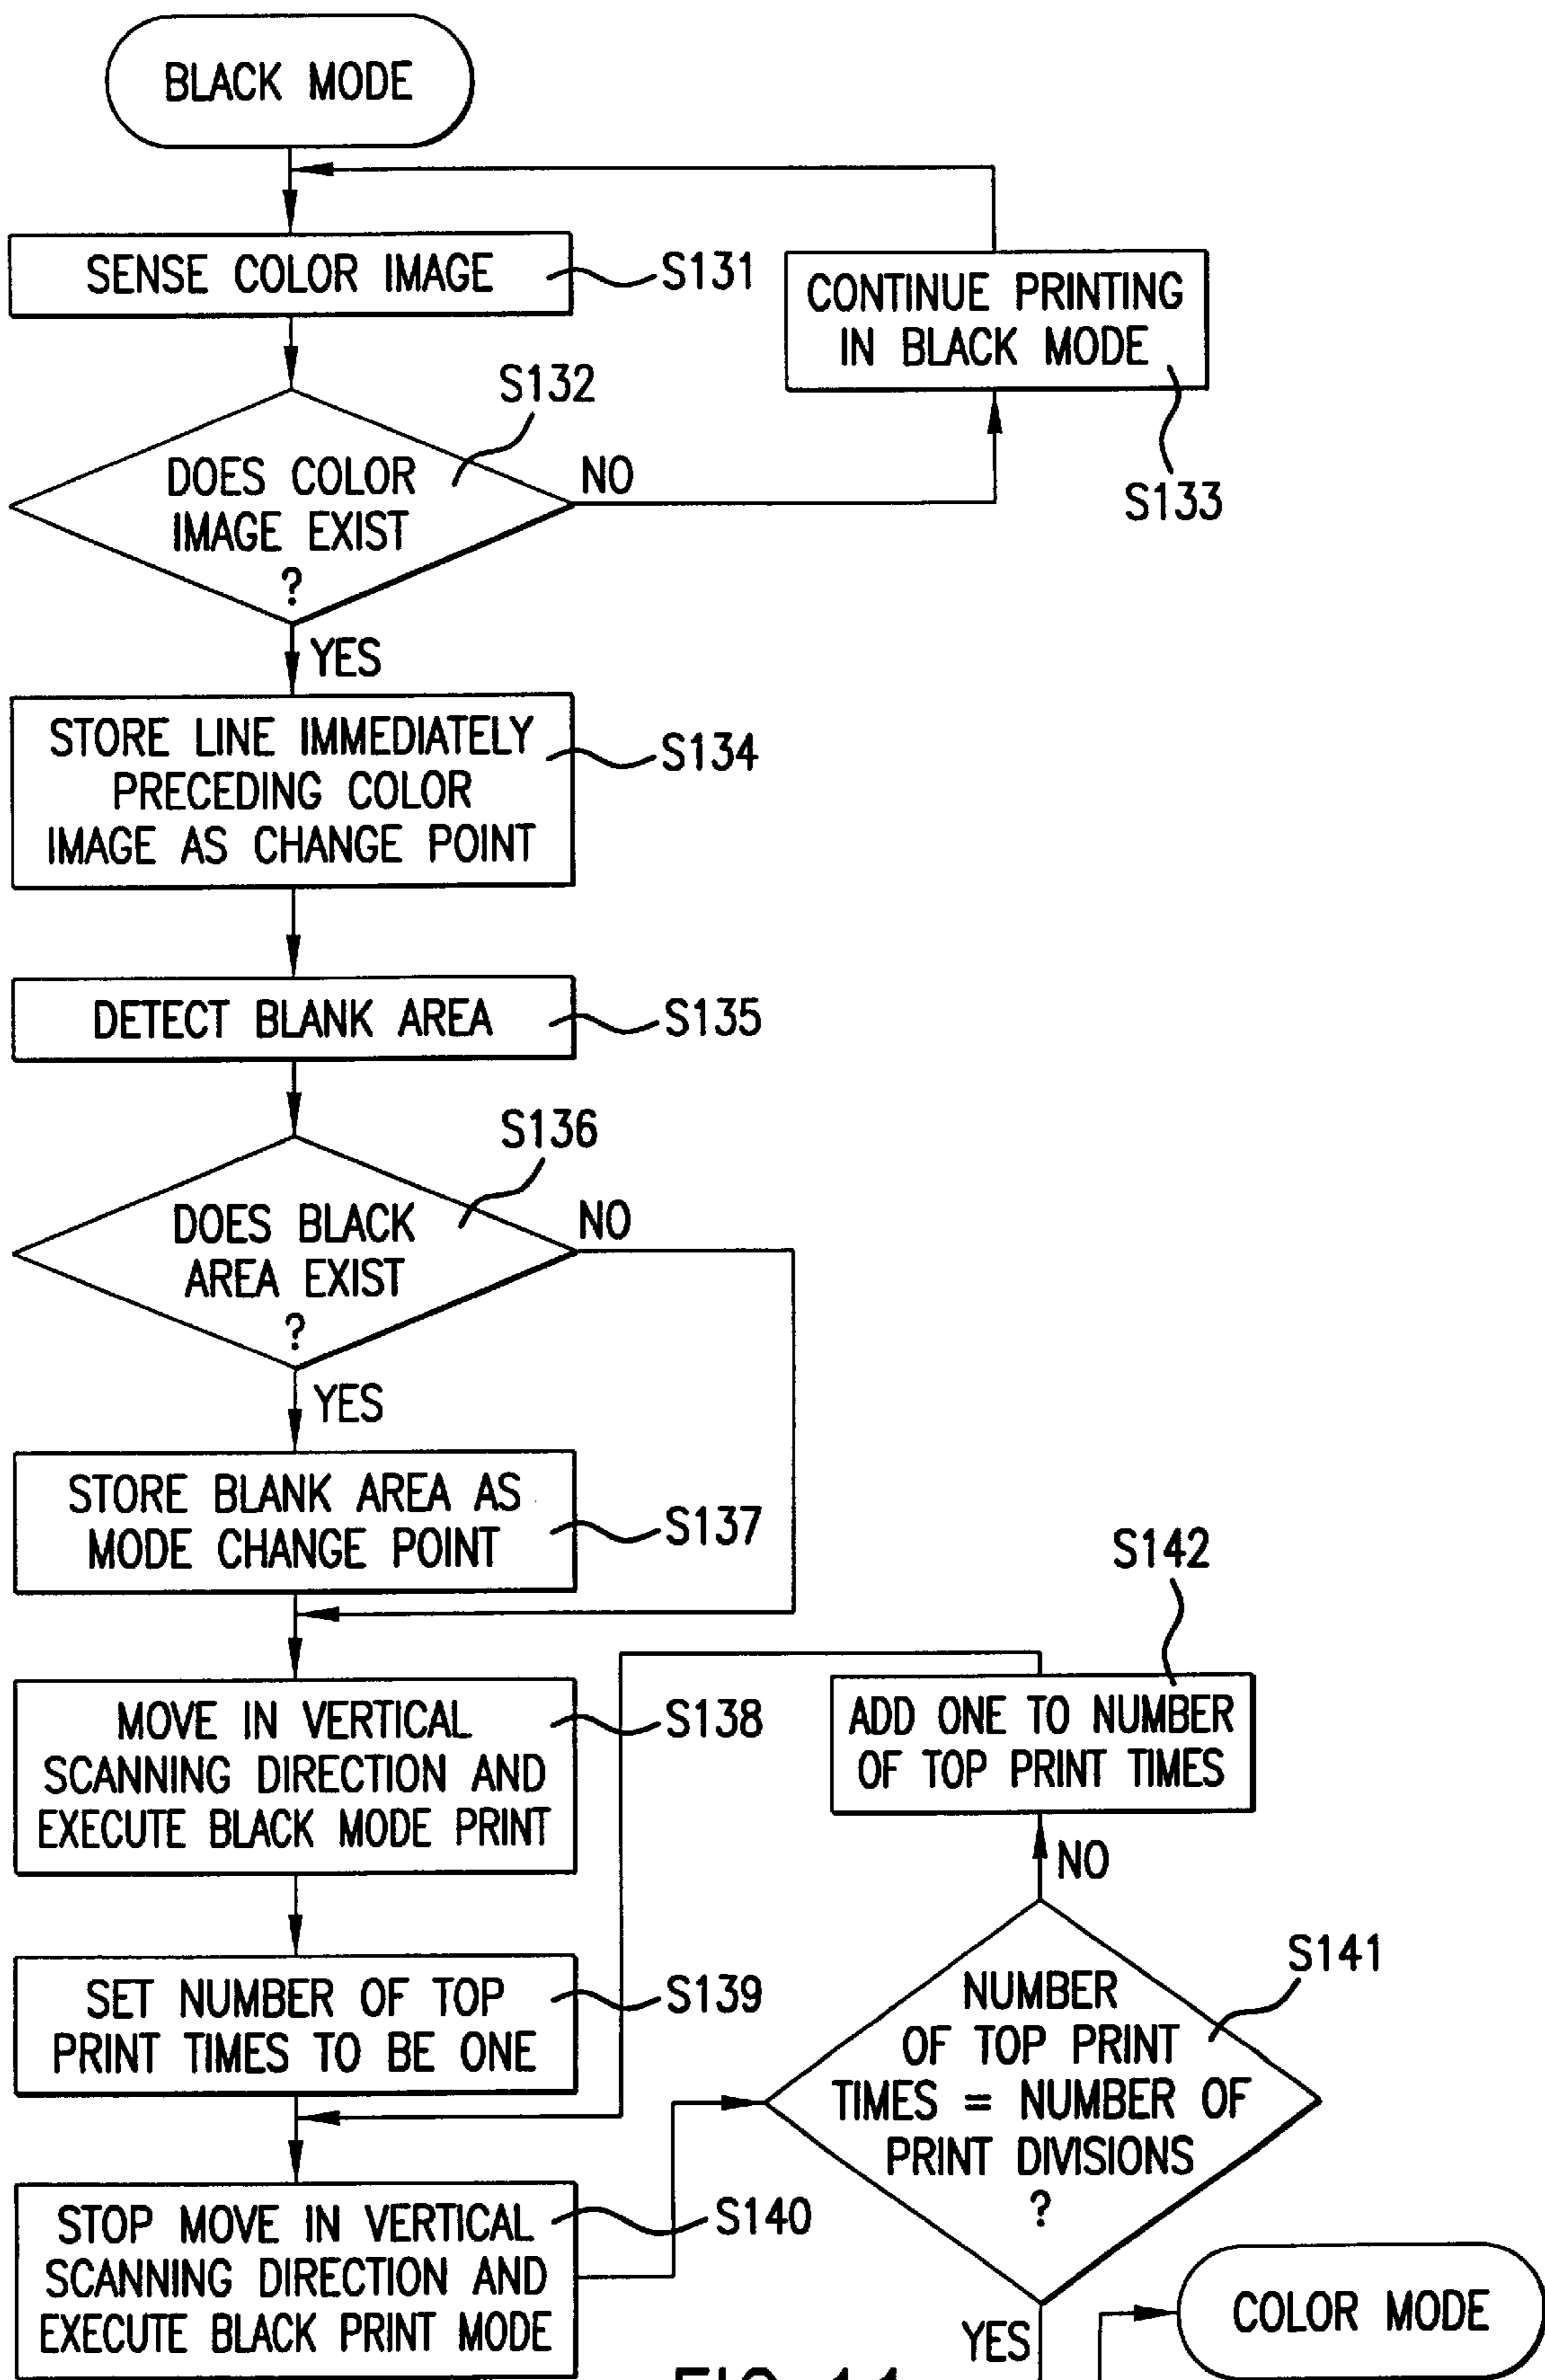 BLACK MODE
SENSE COLOR IMAGE
S131
CONTINUE PRINTING
IN BLACK MODE
S133
S132
DOES COLOR
IMAGE EXIST
?
NO
YES
STORE LINE IMMEDIATELY
PRECEDING COLOR
IMAGE AS CHANGE POINT
S134
DETECT BLANK AREA
S135
S136
DOES BLACK
AREA EXIST
?
NO
YES
STORE BLANK AREA AS
MODE CHANGE POINT
S137
MOVE IN VERTICAL
SCANNING DIRECTION AND
EXECUTE BLACK MODE PRINT
S138
SET NUMBER OF TOP
PRINT TIMES TO BE ONE
S139
STOP MOVE IN VERTICAL
SCANNING DIRECTION AND
EXECUTE BLACK PRINT MODE
S140
S142
ADD ONE TO NUMBER
OF TOP PRINT TIMES
NO
S141
NUMBER
OF TOP PRINT
TIMES = NUMBER OF
PRINT DIVISIONS
?
YES
COLOR MODE